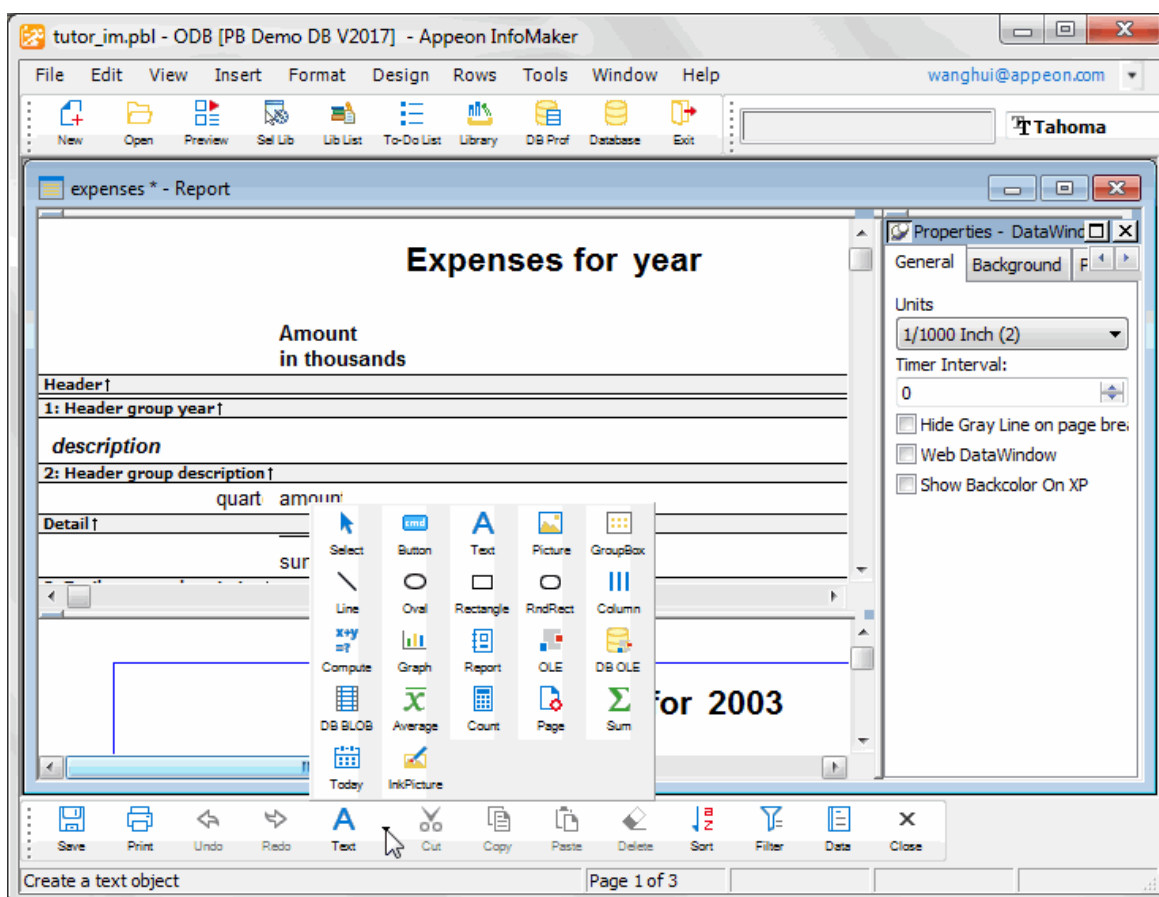 tutor_im.pbl - ODB [PB Demo DB V2017] - Appeon InfoMaker
File Edit View Insert Format Design Rows Tools Window Help wanghui@appeon.com
New Open Preview Sel Lib Lib List To-Do List Library DB Prof Database Exit Tahoma
expenses * - Report
Properties - DataWind
General Background F
Expenses for year
Units
1/1000 Inch (2)
Amount
in thousands
Timer Interval:
0
Header↑
1: Header group year↑
Hide Gray Line on page brea
description
Web DataWindow
2: Header group description↑
Show Backcolor On XP
quart amount
Detail↑
sum
Select Button Text Picture GroupBox
Line Oval Rectangle RndRect Column
x+y
=?
Compute Graph Report OLE DB OLE
for 2003
DB BLOB Average Count Page Sum
Today InkPicture
Save Print Undo Redo Text Cut Copy Paste Delete Sort Filter Data Close
Create a text object Page 1 of 3